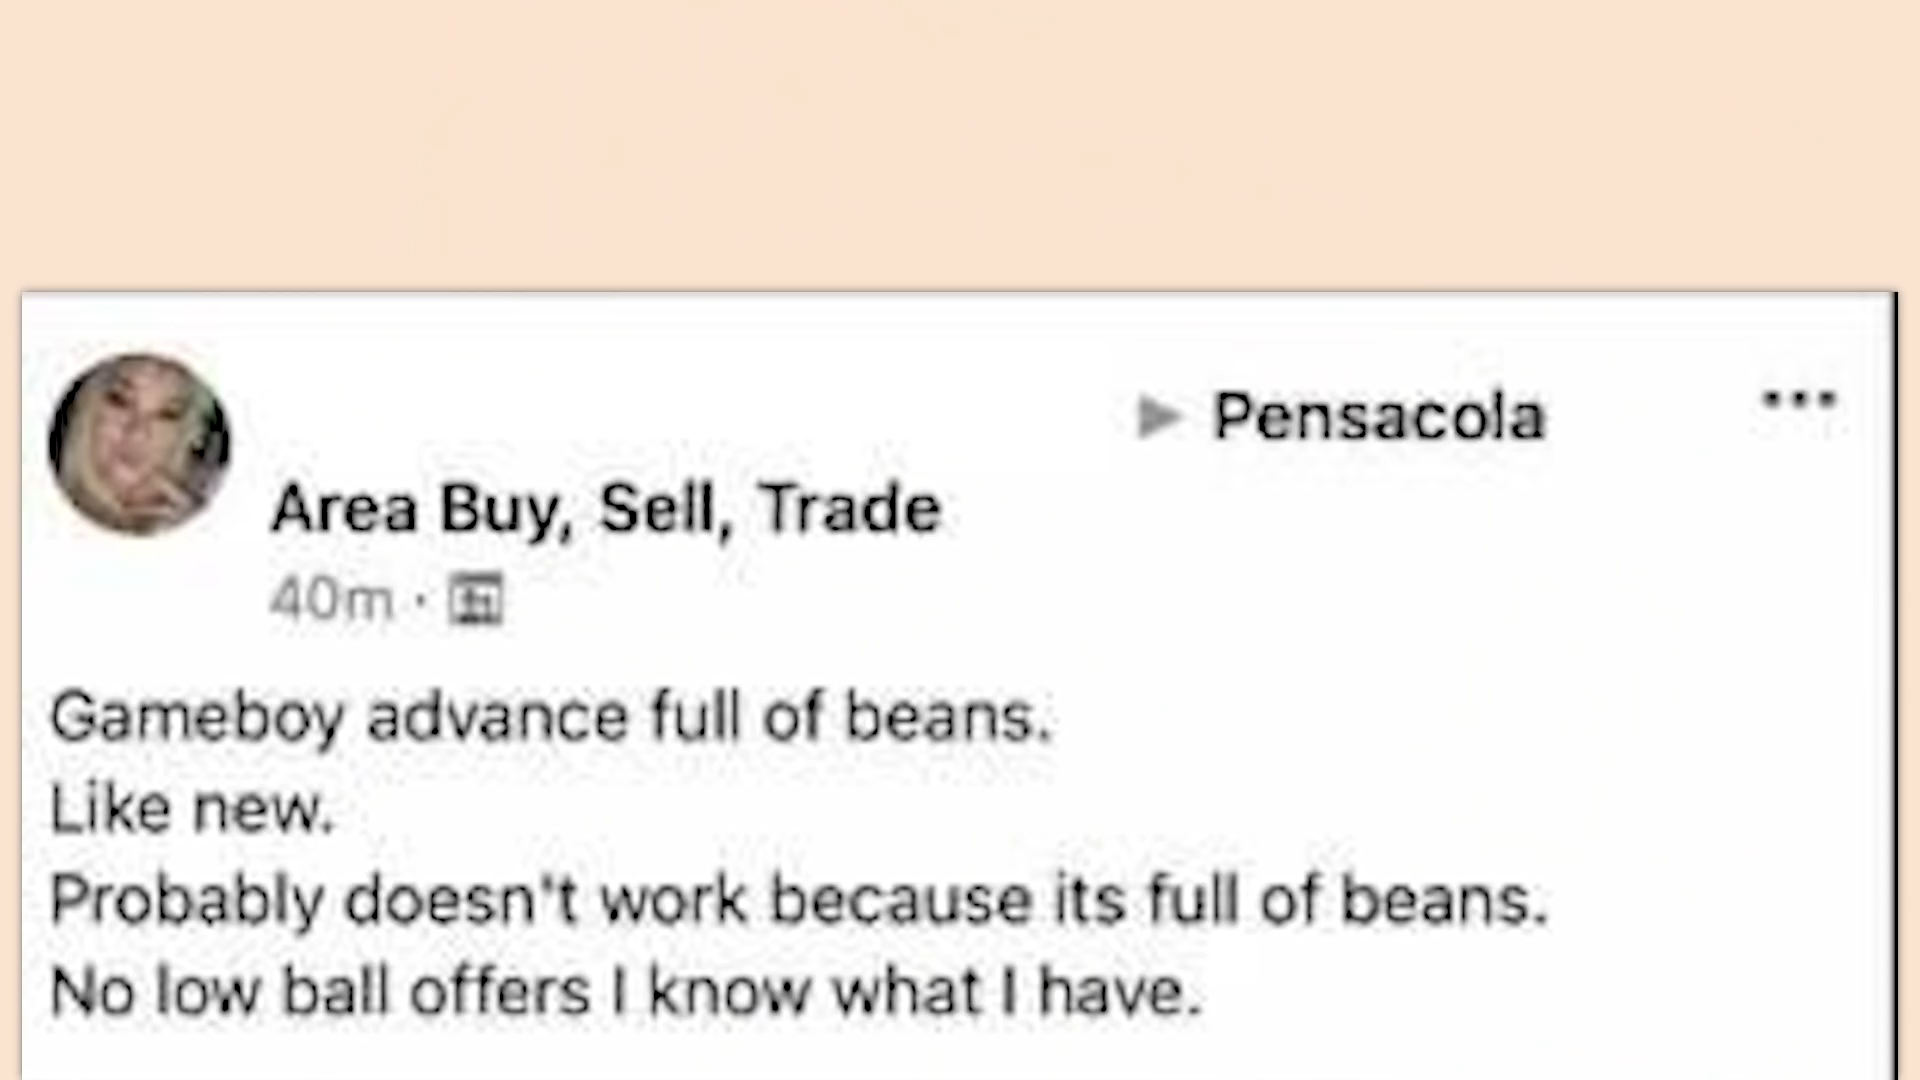 ▶ Pensacola ...
Area Buy, Sell, Trade
40m ·
Gameboy advance full of beans.
Like new.
Probably doesn't work because its full of beans.
No low ball offers I know what I have.